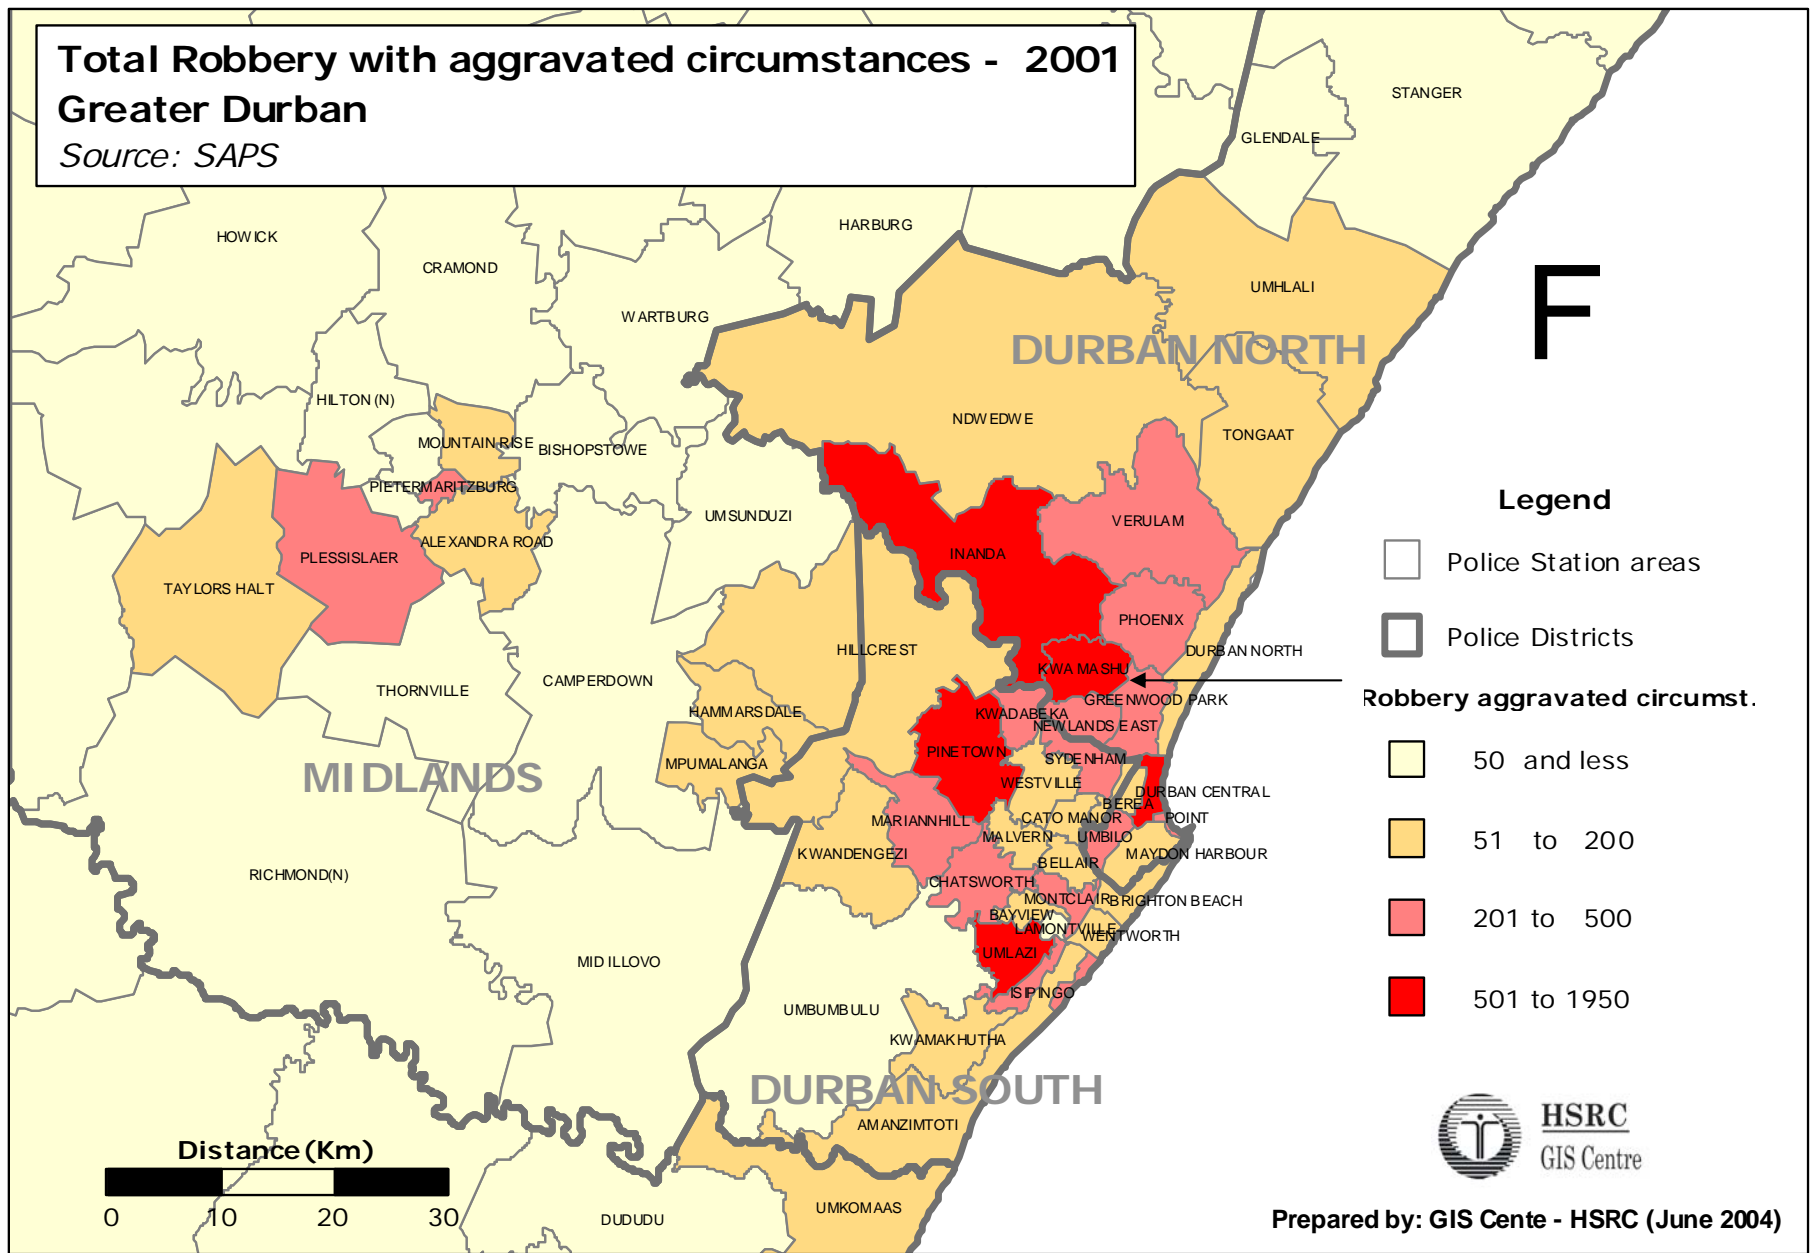 Total Robbery with aggravated circumstances - 2001
Greater Durban
Source: SAPS
STANGER
GLENDALE
HARBURG
HOWICK
CRAMOND
UMHLALI
WARTBURG
F
DURBAN NORTH
HILTON (N)
NDWEDWE
TONGAAT
MOUNTAIN RISE
BISHOPSTOWE
PIETERMARITZBURG
UMSUNDUZI
VERULAM
Legend
ALEXANDRA ROAD
INANDA
PLESSISLAER
Police Station areas
TAYLORS HALT
PHOENIX
Police Districts
HILLCREST
DURBAN NORTH
KWA MASHU
CAMPERDOWN
THORNVILLE
GREENWOOD PARK
Robbery aggravated circumst.
HAMMARSDALE
KWADABEKA
NEWLANDS EAST
PINETOWN
SYDENHAM
50 and less
MPUMALANGA
MIDLANDS
WESTVILLE
DURBAN CENTRAL
BEREA
MARIANNHILL
CATO MANOR
POINT
MALVERN
UMBILO
51 to 200
KWANDENGEZI
MAYDON HARBOUR
BELLAIR
RICHMOND(N)
CHATSWORTH
MONTCLAIR
BRIGHTON BEACH
BAYVIEW
201 to 500
LAMONTVILLE
WENTWORTH
UMLAZI
MID ILLOVO
ISIPINGO
501 to 1950
UMBUMBULU
KWAMAKHUTHA
DURBAN SOUTH
AMANZIMTOTI
HSRC
GIS Centre
Distance (Km)
0 10 20 30
UMKOMAAS
DUDUDU
Prepared by: GIS Cente - HSRC (June 2004)